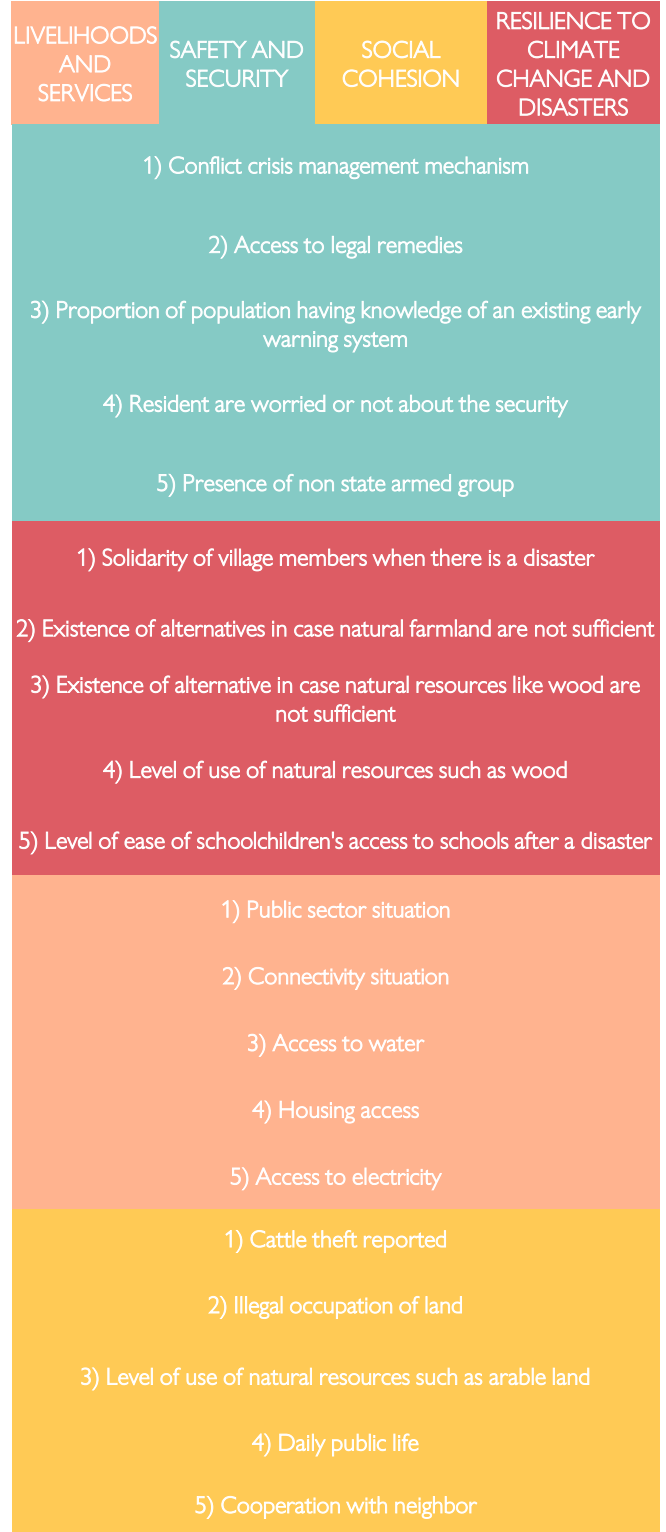 LIVELIHOODS
AND
SERVICES
SAFETY AND
SECURITY
SOCIAL
COHESION
RESILIENCE TO
CLIMATE
CHANGE AND
DISASTERS
1) Conflict crisis management mechanism
2) Access to legal remedies
3) Proportion of population having knowledge of an existing early
warning system
4) Resident are worried or not about the security
5) Presence of non state armed group
1) Solidarity of village members when there is a disaster
2) Existence of alternatives in case natural farmland are not sufficient
3) Existence of alternative in case natural resources like wood are
not sufficient
4) Level of use of natural resources such as wood
5) Level of ease of schoolchildren's access to schools after a disaster
1) Public sector situation
2) Connectivity situation
3) Access to water
4) Housing access
5) Access to electricity
1) Cattle theft reported
2) Illegal occupation of land
3) Level of use of natural resources such as arable land
4) Daily public life
5) Cooperation with neighbor